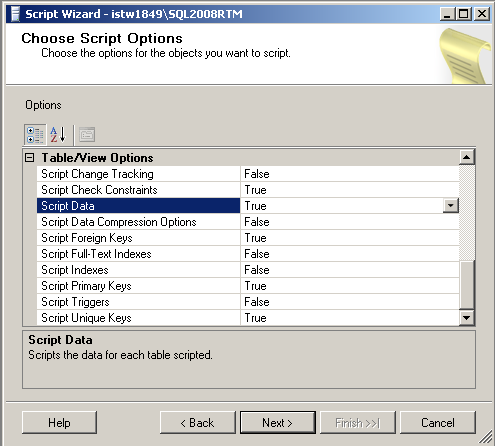 Script Wizard - istw1849\SQL2008RTM
Choose Script Options
Choose the options for the objects you want to script.
Options
Table/View Options
Script Change Tracking False
Script Check Constraints True
Script Data True
Script Data Compression Options False
Script Foreign Keys True
Script Full-Text Indexes False
Script Indexes False
Script Primary Keys True
Script Triggers False
Script Unique Keys True
Script Data
Scripts the data for each table scripted.
Help < Back Next > Finish >>| Cancel